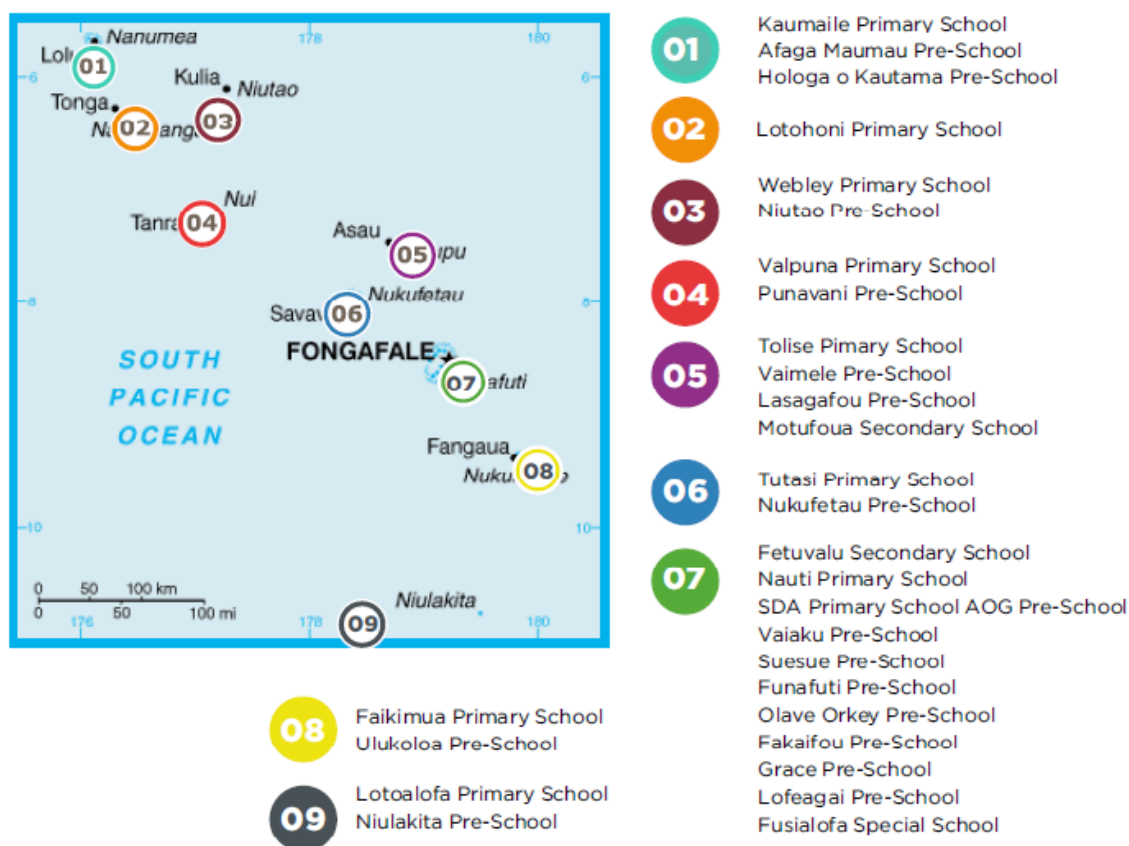 Nanumea
178
180
01
6
6
Kulia
Niutao
Tonga
02
03
Nui
04
Asau
05
Nukufetau
8
8
06
FONGAFALE
07
SOUTH
PACIFIC
OCEAN
Fangaua
08
10
10
0 50 100 km
0 50 100 mi
Niulakita
176
178
09
180
01
Kaumaile Primary School
Afaga Maumau Pre-School
Hologa o Kautama Pre-School
02
Lotohoni Primary School
03
Webley Primary School
Niutao Pre-School
04
Valpuna Primary School
Punavani Pre-School
05
Tolise Pimary School
Vaimele Pre-School
Lasagafou Pre-School
Motufoua Secondary School
06
Tutasi Primary School
Nukufetau Pre-School
07
Fetuvalu Secondary School
Nauti Primary School
SDA Primary School AOG Pre-School
Vaiaku Pre-School
Suesue Pre-School
Funafuti Pre-School
Olave Orkey Pre-School
Fakaifou Pre-School
Grace Pre-School
Lofeagai Pre-School
Fusialofa Special School
08
Faikimua Primary School
Ulukoloa Pre-School
09
Lotoalofa Primary School
Niulakita Pre-School